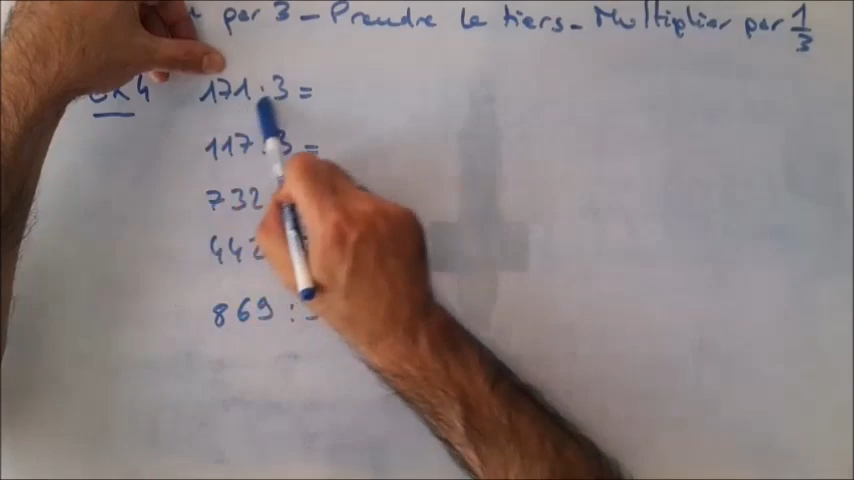 par 3 - Prendre le tiers - Multiplier par 1/3
Ex 4 171 : 3 =
117 : 3 =
732
442
869 :